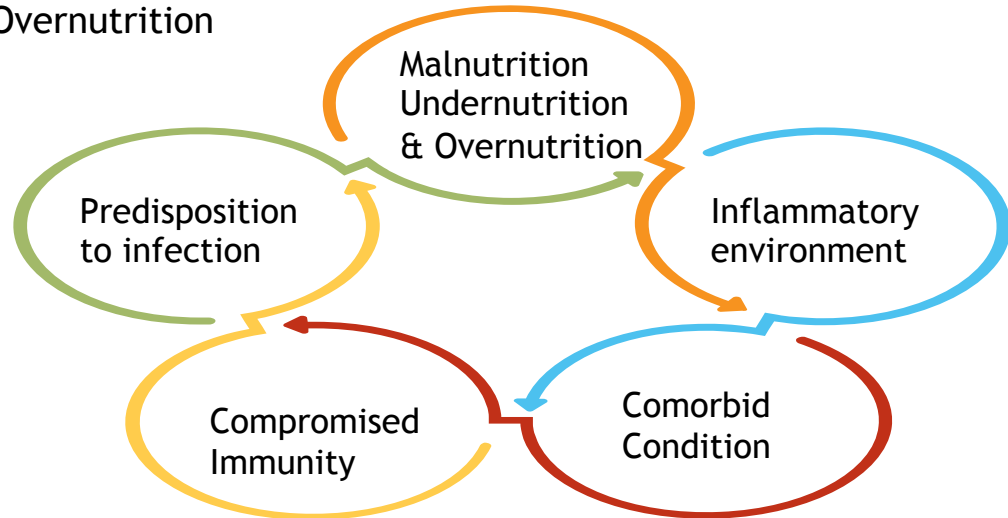 Overnutrition
Malnutrition
Undernutrition
& Overnutrition
Inflammatory
environment
Comorbid
Condition
Compromised
Immunity
Predisposition
to infection